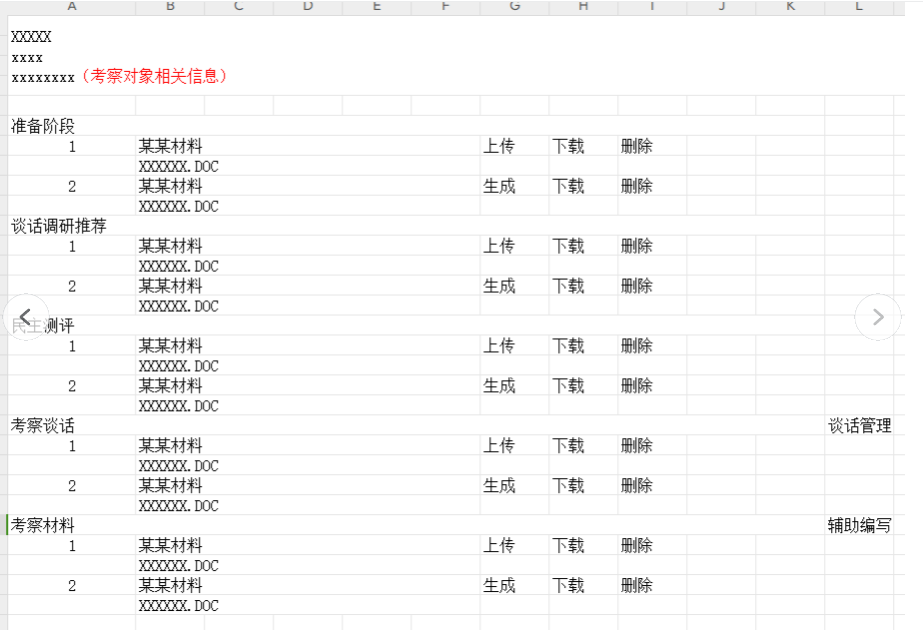 A B C D E F G H I J K L
XXXXX
xxxx
xxxxxxxx（考察对象相关信息）
准备阶段
1 某某材料 上传 下载 删除
XXXXXX.DOC
2 某某材料 生成 下载 删除
XXXXXX.DOC
谈话调研推荐
1 某某材料 上传 下载 删除
XXXXXX.DOC
2 某某材料 生成 下载 删除
XXXXXX.DOC
民主测评
1 某某材料 上传 下载 删除
XXXXXX.DOC
2 某某材料 生成 下载 删除
XXXXXX.DOC
考察谈话 谈话管理
1 某某材料 上传 下载 删除
XXXXXX.DOC
2 某某材料 生成 下载 删除
XXXXXX.DOC
考察材料 辅助编写
1 某某材料 上传 下载 删除
XXXXXX.DOC
2 某某材料 生成 下载 删除
XXXXXX.DOC